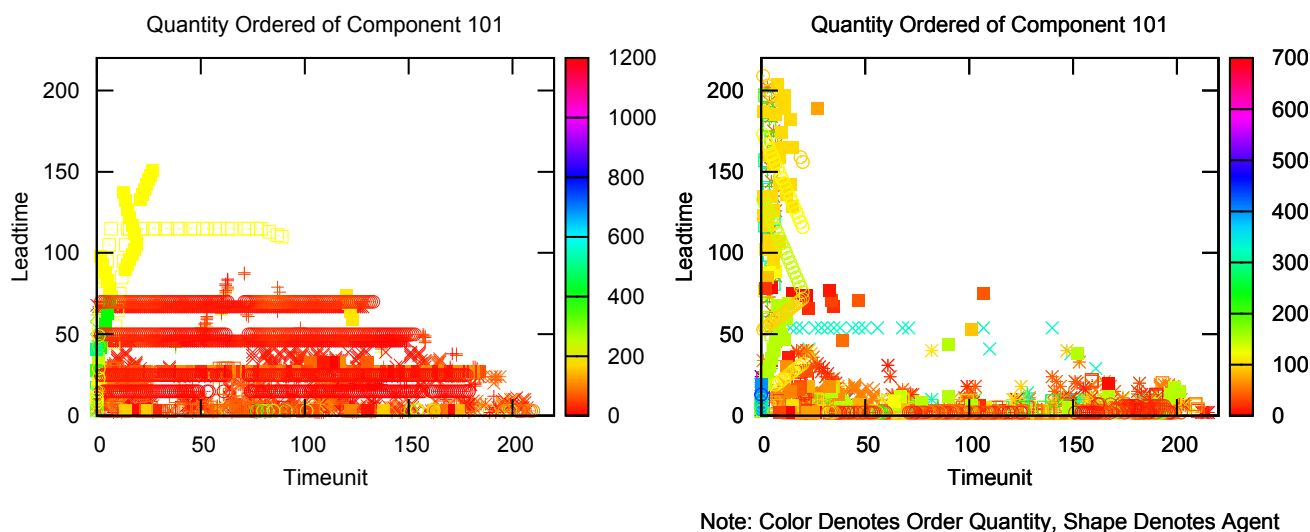 Quantity Ordered of Component 101
Quantity Ordered of Component 101
200
150
100
50
0
Leadtime
0 50 100 150 200
Timeunit
1200
1000
800
600
400
200
0
200
150
100
50
0
Leadtime
0 50 100 150 200
Timeunit
700
600
500
400
300
200
100
0
Note: Color Denotes Order Quantity, Shape Denotes Agent